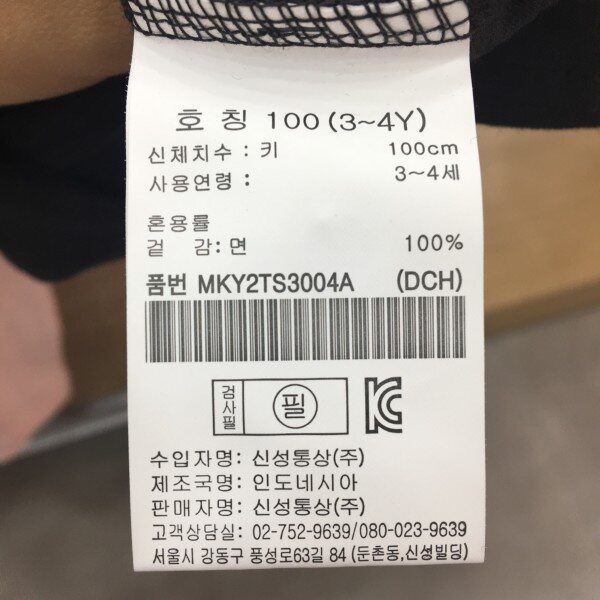 호 칭 100 (3~4Y)
신체치수 : 키 100cm
사용연령 : 3~4세
혼용률
겉 감 : 면 100%
품번 MKY2TS3004A (DCH)
검사필 필
수입자명: 신성통상(주)
제조국명: 인도네시아
판매자명: 신성통상(주)
고객상담실: 02-752-9639/080-023-9639
서울시 강동구 풍성로63길 84 (둔촌동,신성빌딩)